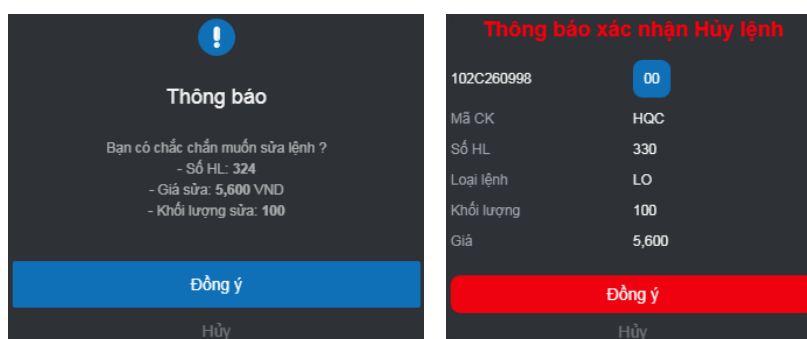 Thông báo
Bạn có chắc chắn muốn sửa lệnh ?
- Số HL: 324
- Giá sửa: 5,600 VND
- Khối lượng sửa: 100
Đồng ý
Hủy
Thông báo xác nhận Hủy lệnh
102C260998 00
Mã CK HQC
Số HL 330
Loại lệnh LO
Khối lượng 100
Giá 5,600
Đồng ý
Hủy